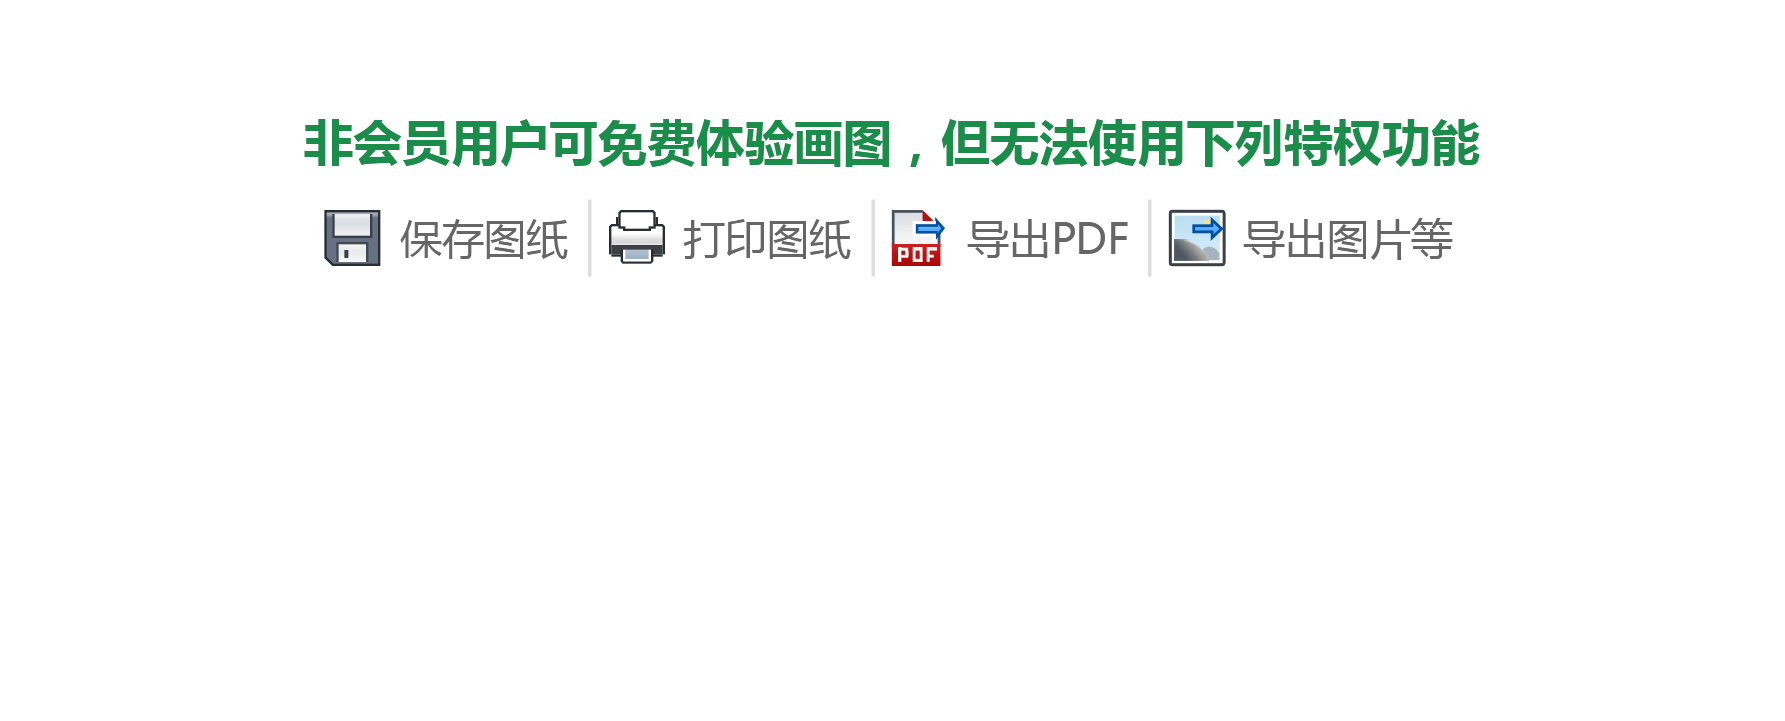 非会员用户可免费体验画图，但无法使用下列特权功能
保存图纸 打印图纸 PDF 导出PDF 导出图片等